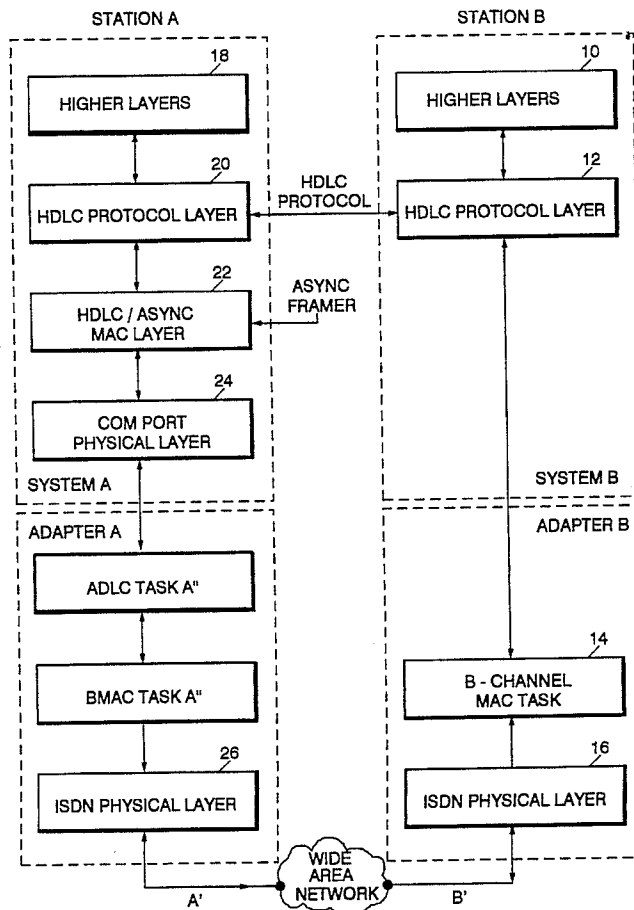 STATION A
18
HIGHER LAYERS
20
HDLC PROTOCOL LAYER
22
HDLC / ASYNC
MAC LAYER
24
COM PORT
PHYSICAL LAYER
SYSTEM A
HDLC
PROTOCOL
ASYNC
FRAMER
ADAPTER A
ADLC TASK A"
BMAC TASK A"
26
ISDN PHYSICAL LAYER
A'
WIDE
AREA
NETWORK
B'
STATION B
10
HIGHER LAYERS
12
HDLC PROTOCOL LAYER
SYSTEM B
ADAPTER B
14
B - CHANNEL
MAC TASK
16
ISDN PHYSICAL LAYER